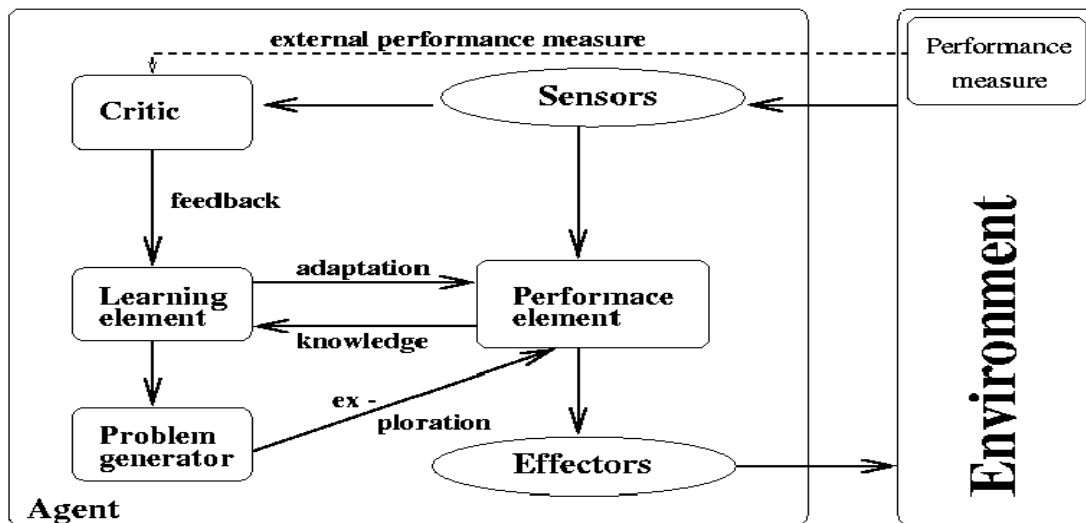 external performance measure
Performance
measure
Critic
Sensors
feedback
adaptation
Learning
element
Performace
element
knowledge
ex -
ploration
Problem
generator
Effectors
Agent
Environment